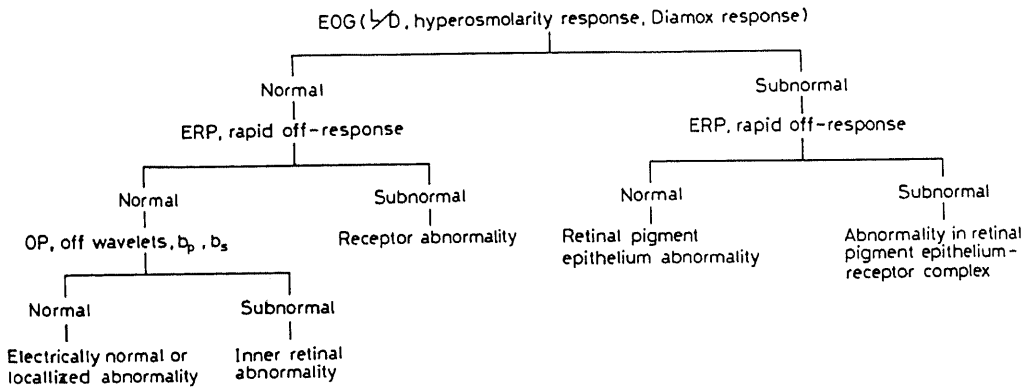 EOG ( L/D, hyperosmolarity response, Diamox response)
Normal
Subnormal
ERP, rapid off-response
ERP, rapid off-response
Normal
Subnormal
Normal
Subnormal
OP, off wavelets, bp , bs
Receptor abnormality
Retinal pigment
epithelium abnormality
Abnormality in retinal
pigment epithelium-
receptor complex
Normal
Subnormal
Electrically normal or
locallized abnormality
Inner retinal
abnormality